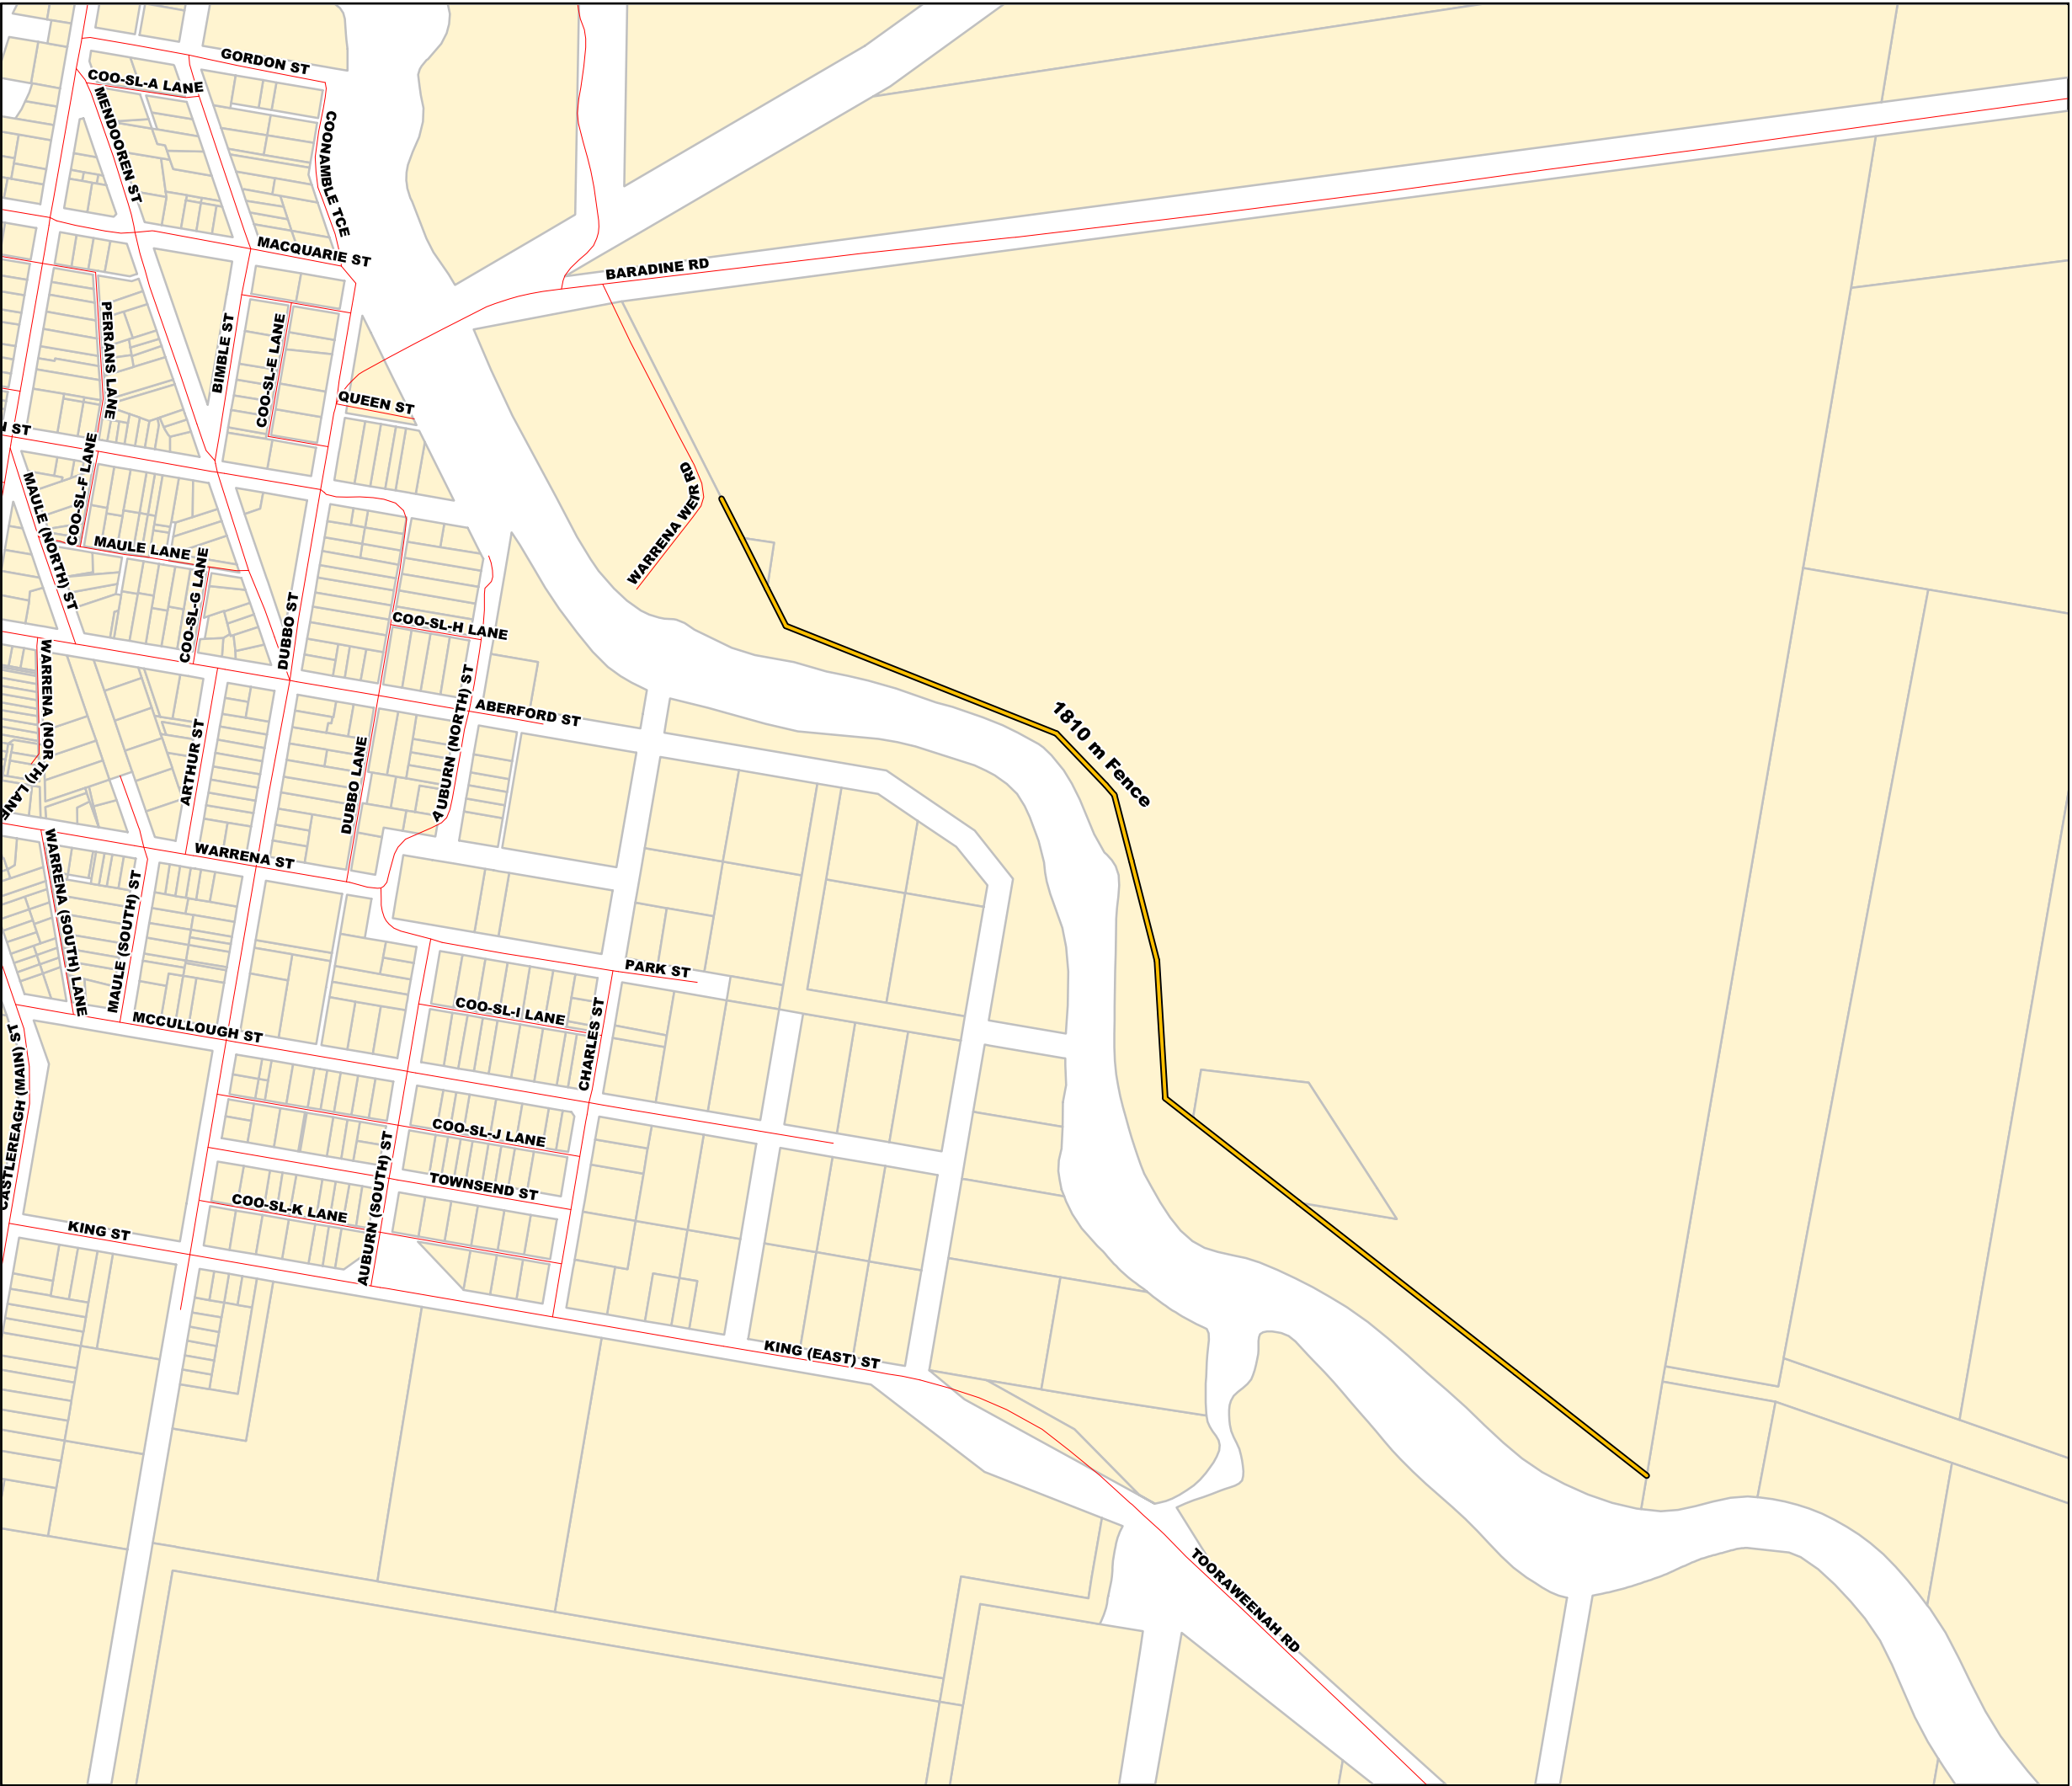 GORDON ST
COO-SL-A LANE
MENDOOREN ST
COONAMBLE TCE
MACQUARIE ST
BARADINE RD
PERRANS LANE
BIMBLE ST
COO-SL-E LANE
QUEEN ST
N ST
COO-SL-F LANE
MAULE (NORTH) ST
MAULE LANE
COO-SL-G LANE
DUBBO ST
WARRENA WEIR RD
COO-SL-H LANE
WARRENA (NORTH) LANE
ARTHUR ST
DUBBO LANE
AUBURN (NORTH) ST
ABERFORD ST
1810 m Fence
WARRENA ST
WARRENA (SOUTH) LANE
MAULE (SOUTH) ST
PARK ST
COO-SL-I LANE
CHARLES ST
MCCULLOUGH ST
CASTLEREAGH (MAIN) ST
COO-SL-J LANE
TOWNSEND ST
COO-SL-K LANE
AUBURN (SOUTH) ST
KING ST
KING (EAST) ST
TOORAWEENAH RD